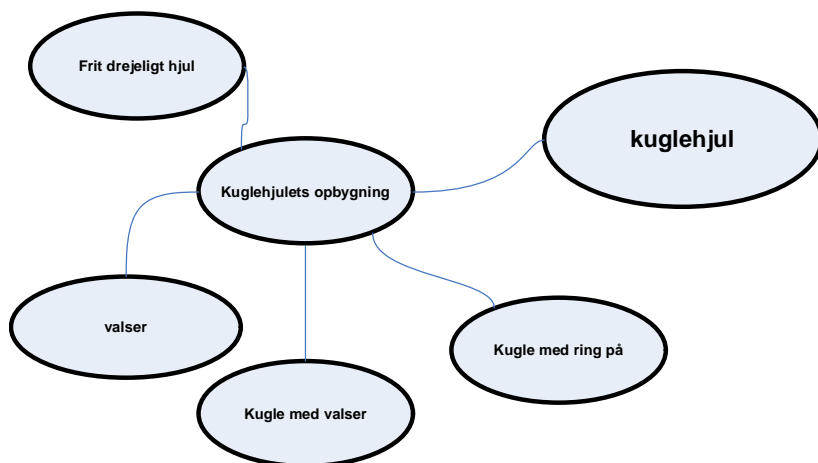 Frit drejeligt hjul
kuglehjul
Kuglehjulets opbygning
valser
Kugle med ring på
Kugle med valser